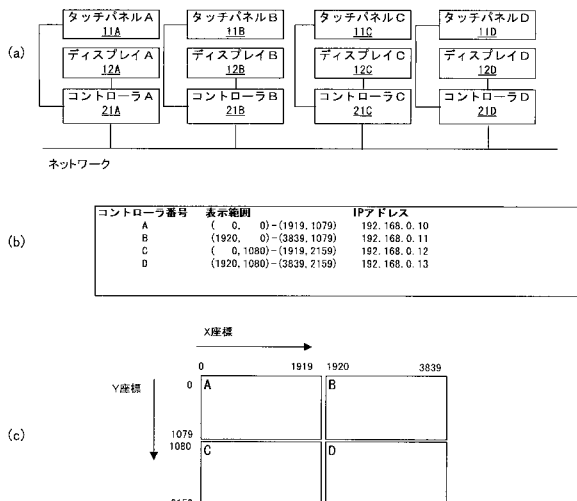 (a)
タッチパネルA タッチパネルB タッチパネルC タッチパネルD
11A 11B 11C 11D
ディスプレイA ディスプレイB ディスプレイC ディスプレイD
12A 12B 12C 12D
コントローラA コントローラB コントローラC コントローラD
21A 21B 21C 21D
ネットワーク
(b)
コントローラ番号 表示範囲 IPアドレス
A ( 0, 0)-(1919,1079) 192.168.0.10
B (1920, 0)-(3839,1079) 192.168.0.11
C ( 0,1080)-(1919,2159) 192.168.0.12
D (1920,1080)-(3839,2159) 192.168.0.13
(c)
X座標
0 1919 1920 3839
Y座標
0 A B
1079
1080 C D